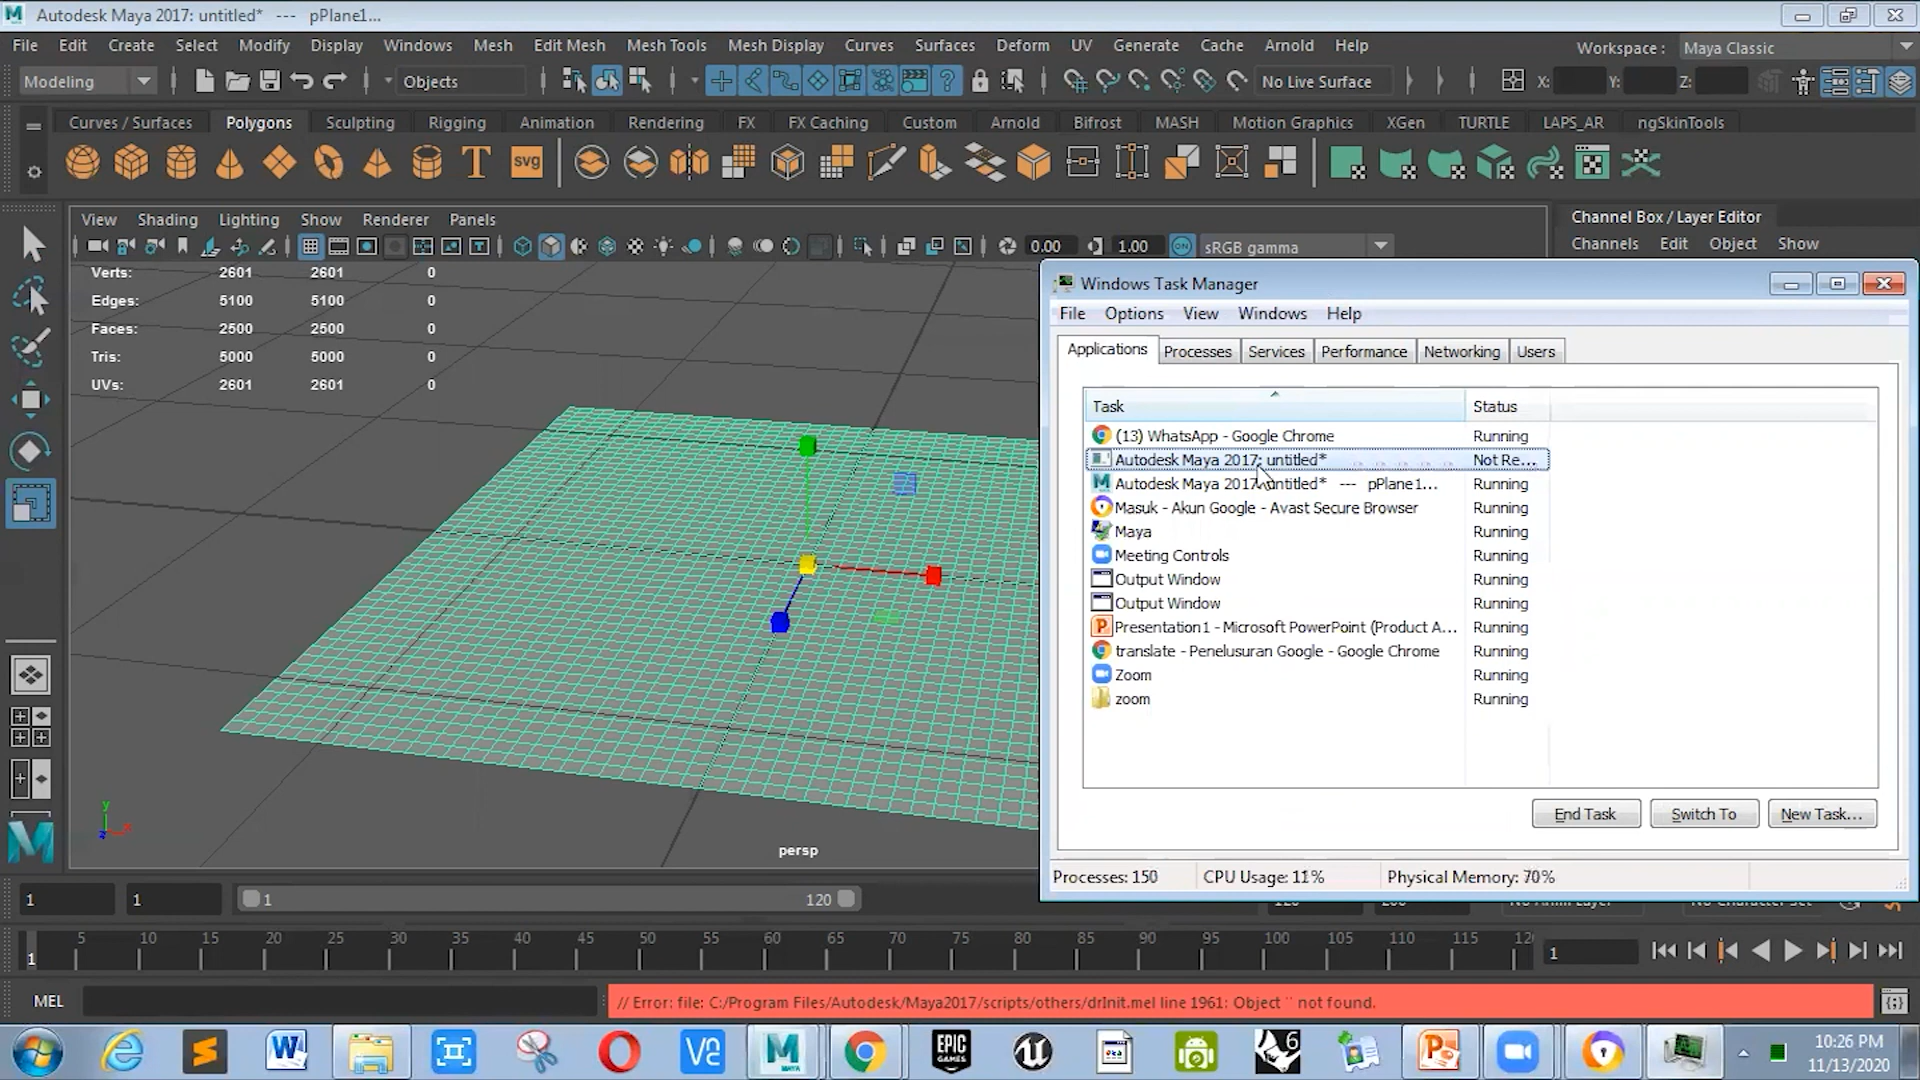 Autodesk Maya 2017: untitled*   ---   pPlane1...
File Edit Create Select Modify Display Windows Mesh Edit Mesh Mesh Tools Mesh Display Curves Surfaces Deform UV Generate Cache Arnold Help Workspace : Maya Classic
Modeling Objects No Live Surface X: Y: Z:
Curves / Surfaces Polygons Sculpting Rigging Animation Rendering FX FX Caching Custom Arnold Bifrost MASH Motion Graphics XGen TURTLE LAPS_AR ngSkinTools
T svg
View Shading Lighting Show Renderer Panels
0.00 1.00 ON sRGB gamma
Channel Box / Layer Editor
Channels Edit Object Show
Verts: 2601 2601 0
Edges: 5100 5100 0
Faces: 2500 2500 0
Tris: 5000 5000 0
UVs: 2601 2601 0
y
persp
Windows Task Manager
File Options View Windows Help
Applications Processes Services Performance Networking Users
Task Status
(13) WhatsApp - Google Chrome Running
Autodesk Maya 2017: untitled* Not Re...
Autodesk Maya 2017: untitled*   ---   pPlane1... Running
Masuk - Akun Google - Avast Secure Browser Running
Maya Running
Meeting Controls Running
Output Window Running
Output Window Running
Presentation1 - Microsoft PowerPoint (Product A... Running
translate - Penelusuran Google - Google Chrome Running
Zoom Running
zoom Running
End Task Switch To New Task...
Processes: 150 CPU Usage: 11% Physical Memory: 70%
1 1 1 120
1 5 10 15 20 25 30 35 40 45 50 55 60 65 70 75 80 85 90 95 100 105 110 115 12 1
MEL // Error: file: C:/Program Files/Autodesk/Maya2017/scripts/others/drInit.mel line 1961: Object '' not found.
MAYA EPIC GAMES 6
10:26 PM
11/13/2020